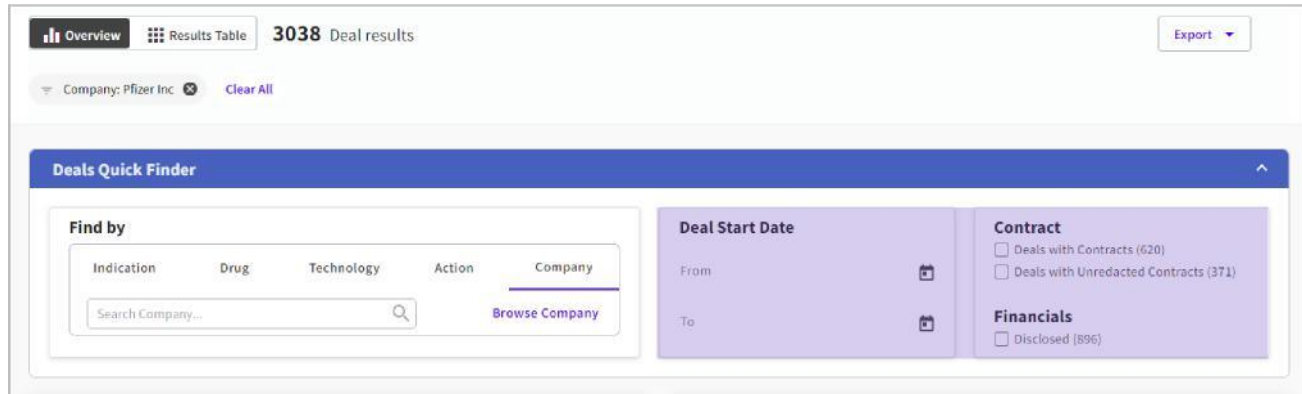 Overview Results Table 3038 Deal results Export
Company: Pfizer Inc Clear All
Deals Quick Finder
Find by
Indication Drug Technology Action Company
Search Company... Browse Company
Deal Start Date
From
To
Contract
Deals with Contracts (620)
Deals with Unredacted Contracts (371)
Financials
Disclosed (896)